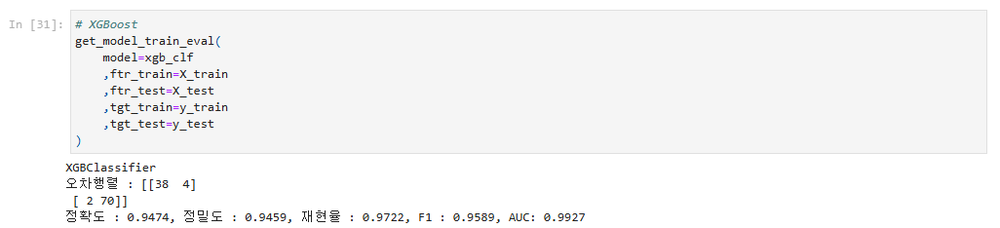 In [31]:
# XGBoost
get_model_train_eval(
    model=xgb_clf
    ,ftr_train=X_train
    ,ftr_test=X_test
    ,tgt_train=y_train
    ,tgt_test=y_test
)
XGBClassifier
오차행렬 : [[38  4]
 [ 2 70]]
정확도 : 0.9474, 정밀도 : 0.9459, 재현율 : 0.9722, F1 : 0.9589, AUC: 0.9927